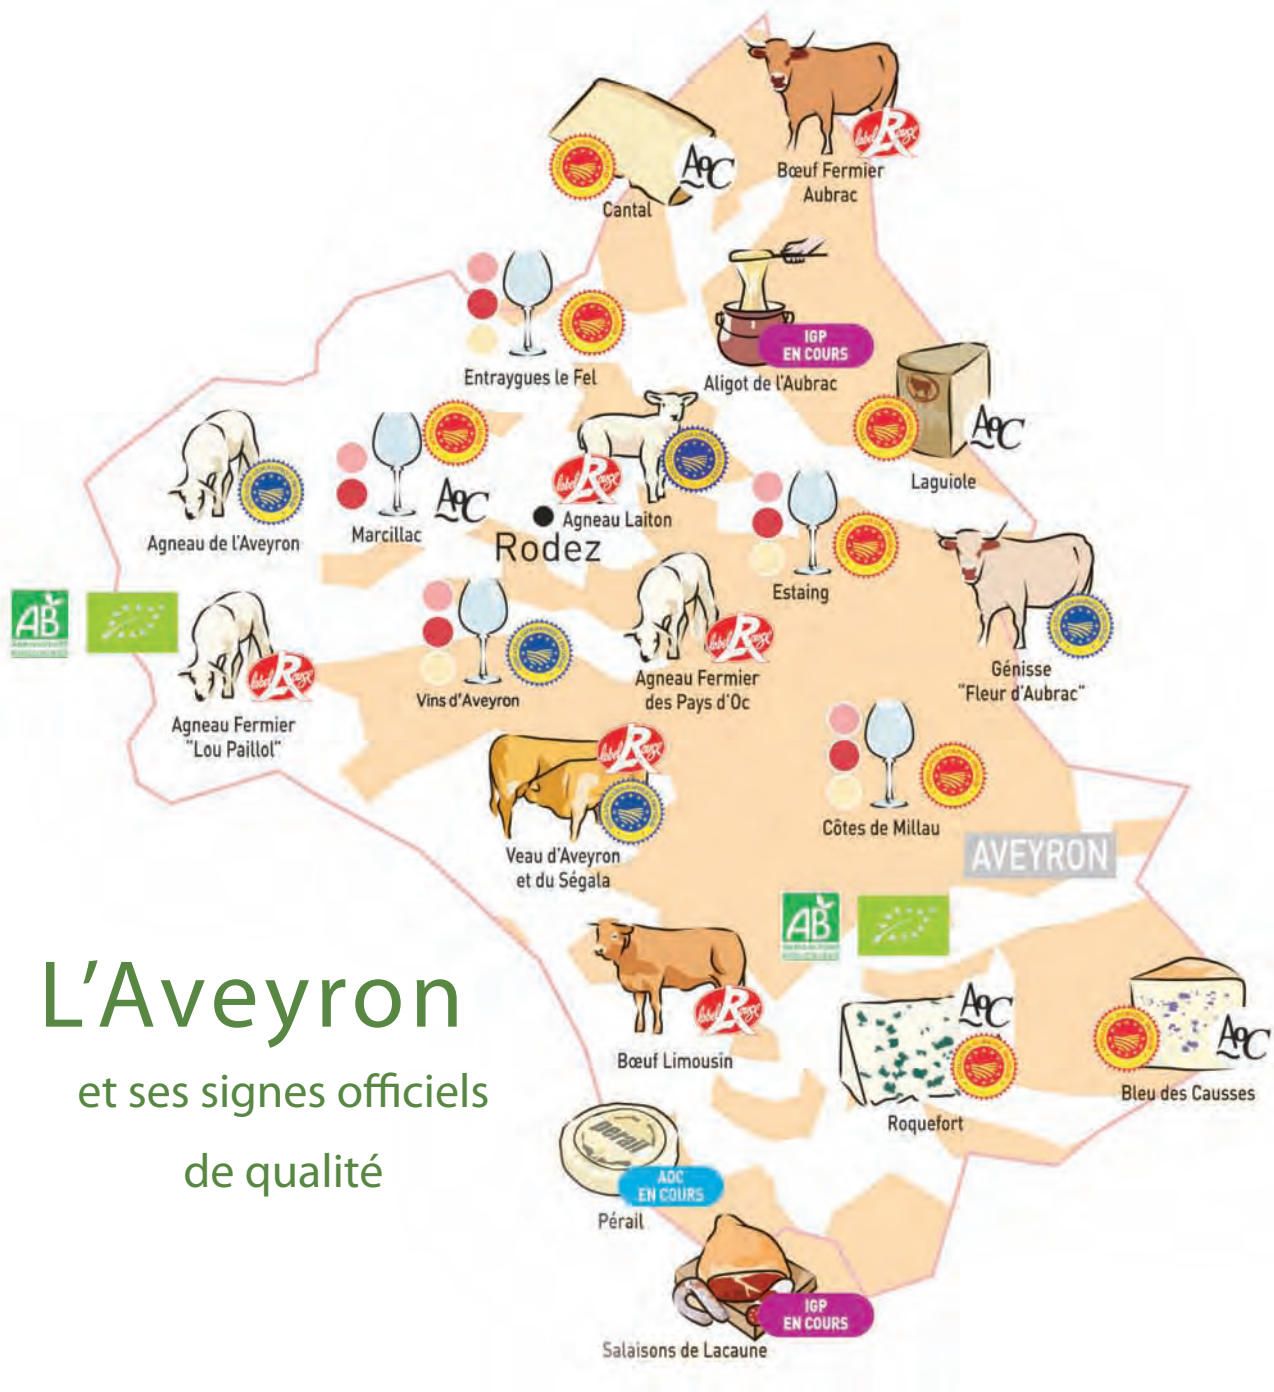 Bœuf Fermier
Aubrac
label Rouge
Cantal
AOC
IGP
EN COURS
Aligot de l'Aubrac
Entraygues le Fel
Laguiole
AOC
Agneau de l'Aveyron
Marcillac
AOC
label Rouge
Agneau Laiton
Rodez
Estaing
AB
Agneau Fermier
"Lou Paillol"
label Rouge
Vins d'Aveyron
Agneau Fermier
des Pays d'Oc
label Rouge
Génisse
"Fleur d'Aubrac"
label Rouge
Veau d'Aveyron
et du Ségala
Côtes de Millau
AVEYRON
AB
L'Aveyron
et ses signes officiels
de qualité
label Rouge
Bœuf Limousin
AOC
Roquefort
AOC
Bleu des Causses
pérail
AOC
EN COURS
Pérail
IGP
EN COURS
Salaisons de Lacaune